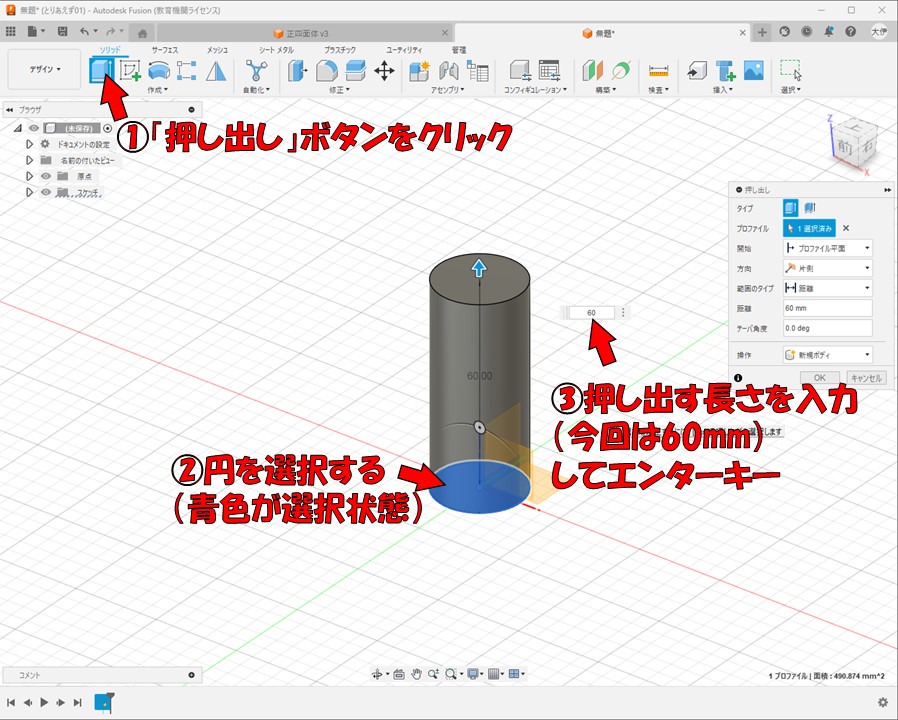 無題* (とりあえず01) - Autodesk Fusion (教育機関ライセンス)
正四面体 v3
無題*
大伊
デザイン
ソリッド サーフェス メッシュ シート メタル プラスチック ユーティリティ 管理
作成 自動化 修正 アセンブリ コンフィギュレーション 構築 検査 挿入 選択
ブラウザ
(未保存)
ドキュメントの設定
名前の付いたビュー
原点
スケッチ
①「押し出し」ボタンをクリック
Z
前
右
X
押し出し
タイプ
プロファイル 1 選択済み
開始 プロファイル平面
方向 片側
範囲のタイプ 距離
距離 60 mm
テーパ角度 0.0 deg
操作 新規ボディ
OK キャンセル
60
60.00
③押し出す長さを入力
(今回は60mm)
してエンターキー
②円を選択する
(青色が選択状態)
コメント
1 プロファイル | 面積 : 490.874 mm^2